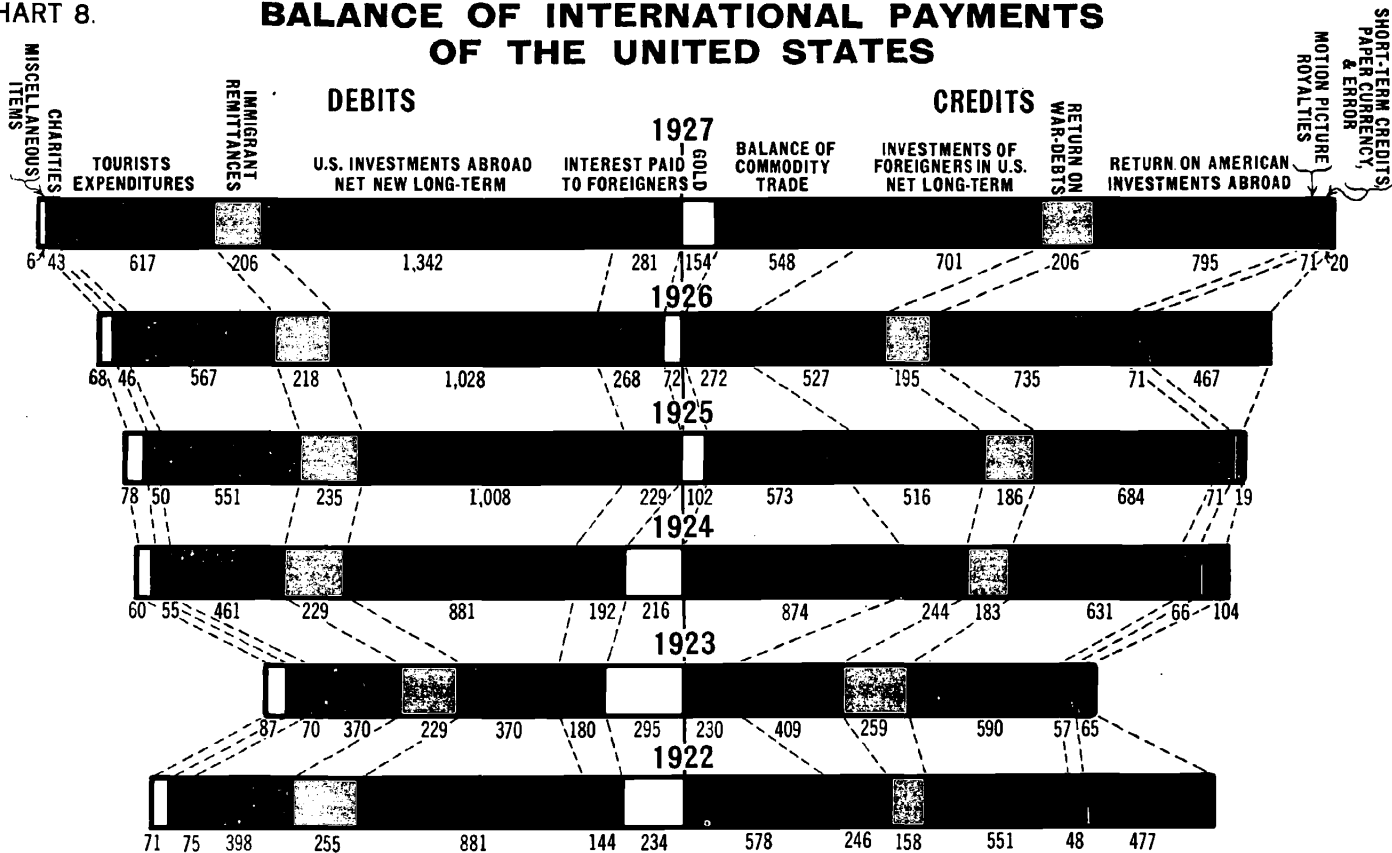 HART 8.
BALANCE OF INTERNATIONAL PAYMENTS
OF THE UNITED STATES
DEBITS
CREDITS
MISCELLANEOUS
ITEMS
CHARITIES
TOURISTS
EXPENDITURES
IMMIGRANT
REMITTANCES
U.S. INVESTMENTS ABROAD
NET NEW LONG-TERM
INTEREST PAID
TO FOREIGNERS
1927
GOLD
BALANCE OF
COMMODITY
TRADE
INVESTMENTS OF
FOREIGNERS IN U.S.
NET LONG-TERM
RETURN ON
WAR-DEBTS
RETURN ON AMERICAN
INVESTMENTS ABROAD
MOTION PICTURE
ROYALTIES
SHORT-TERM CREDITS,
PAPER CURRENCY,
& ERROR
6 43 617 206 1,342 281 154 548 701 206 795 71 20
1926
68 46 567 218 1,028 268 72 272 527 195 735 71 467
1925
78 50 551 235 1,008 229 102 573 516 186 684 71 19
1924
60 55 461 229 881 192 216 874 244 183 631 66 104
1923
87 70 370 229 370 180 295 230 409 259 590 57 65
1922
71 75 398 255 881 144 234 578 246 158 551 48 477